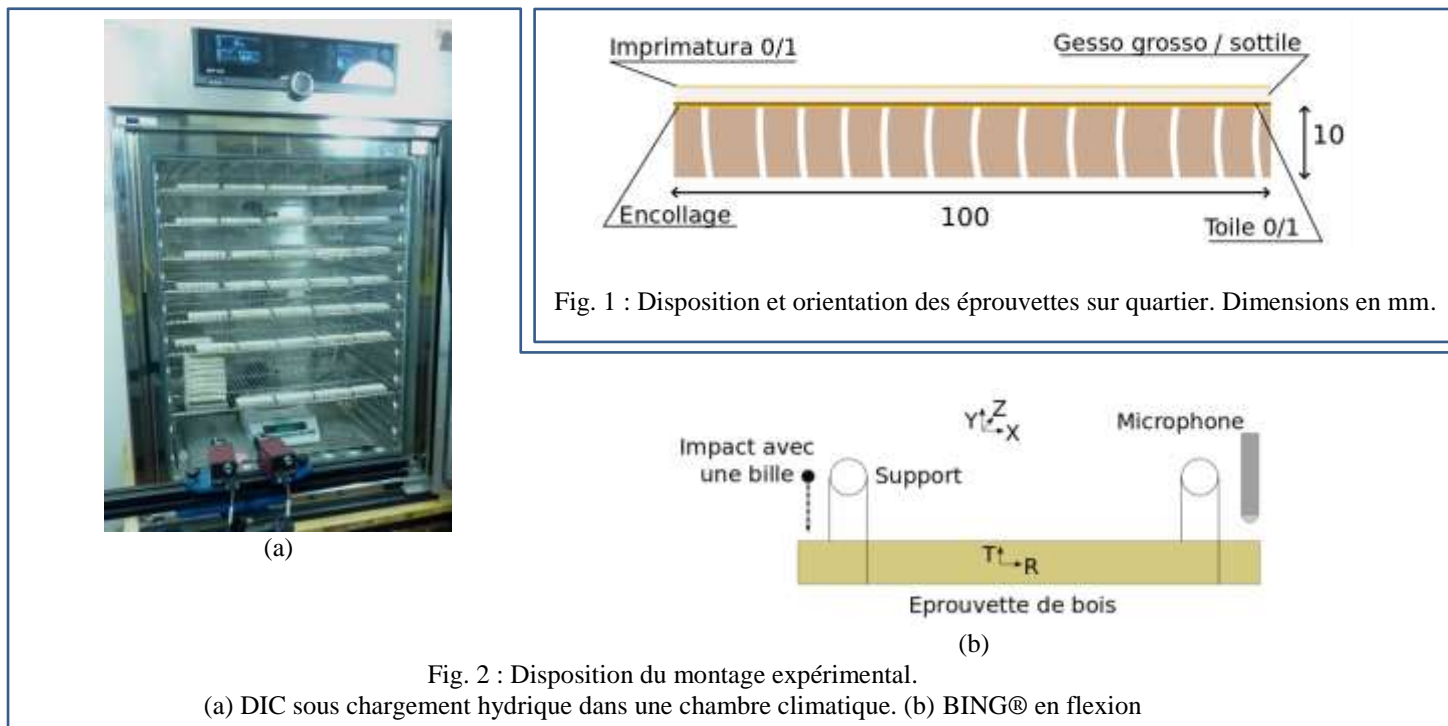 Imprimatura 0/1
Gesso grosso / sottile
10
100
Encollage
Toile 0/1
Fig. 1 : Disposition et orientation des éprouvettes sur quartier. Dimensions en mm.
(a)
Y Z X
Microphone
Impact avec
une bille
Support
T R
Eprouvette de bois
(b)
Fig. 2 : Disposition du montage expérimental.
(a) DIC sous chargement hydrique dans une chambre climatique. (b) BING® en flexion